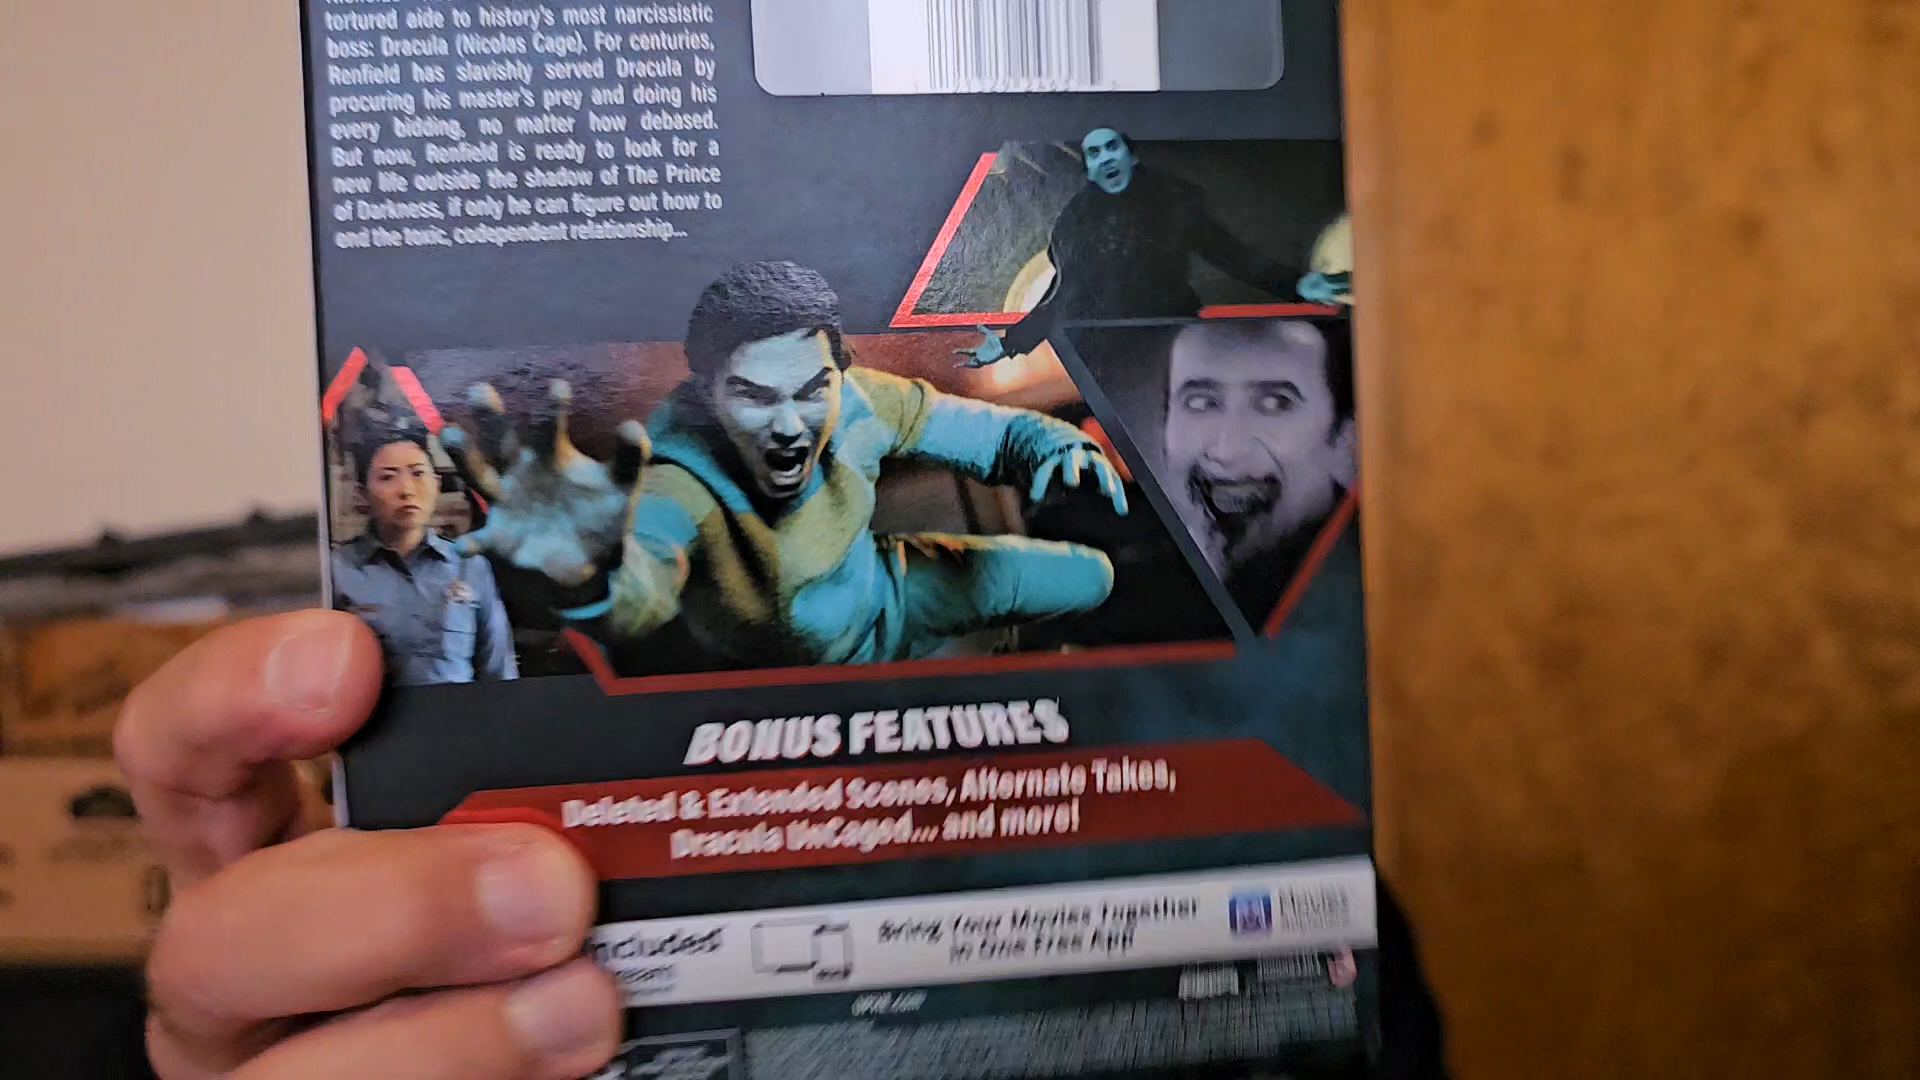 tortured aide to history's most narcissistic
boss: Dracula (Nicolas Cage). For centuries,
Renfield has slavishly served Dracula by
procuring his master's prey and doing his
every bidding, no matter how debased.
But now, Renfield is ready to look for a
new life outside the shadow of The Prince
of Darkness, if only he can figure out how to
end the toxic, codependent relationship...
BONUS FEATURES
Deleted & Extended Scenes, Alternate Takes,
Dracula UnCaged... and more!
Bring Your Movies Together
in One Free App
Movies